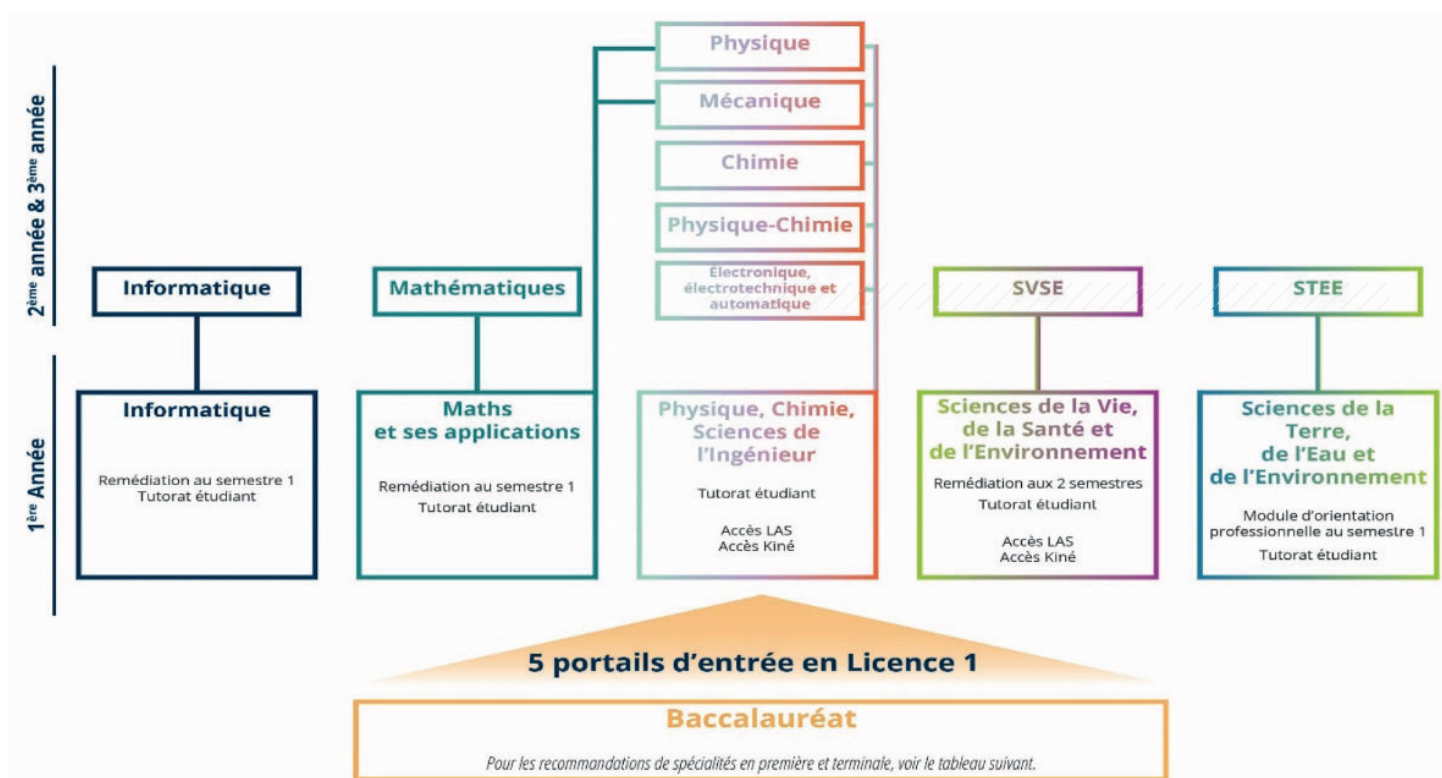 Physique
Mécanique
Chimie
Physique-Chimie
Électronique,
électrotechnique et
automatique
2ème année & 3ème année
Informatique
Mathématiques
SVSE
STEE
1ère Année
Informatique
Remédiation au semestre 1
Tutorat étudiant
Maths
et ses applications
Remédiation au semestre 1
Tutorat étudiant
Physique, Chimie,
Sciences de
l’Ingénieur
Tutorat étudiant
Accès LAS
Accès Kiné
Sciences de la Vie,
de la Santé et
de l’Environnement
Remédiation aux 2 semestres
Tutorat étudiant
Accès LAS
Accès Kiné
Sciences de la
Terre,
de l’Eau et
de l’Environnement
Module d’orientation
professionnelle au semestre 1
Tutorat étudiant
5 portails d’entrée en Licence 1
Baccalauréat
Pour les recommandations de spécialités en première et terminale, voir le tableau suivant.